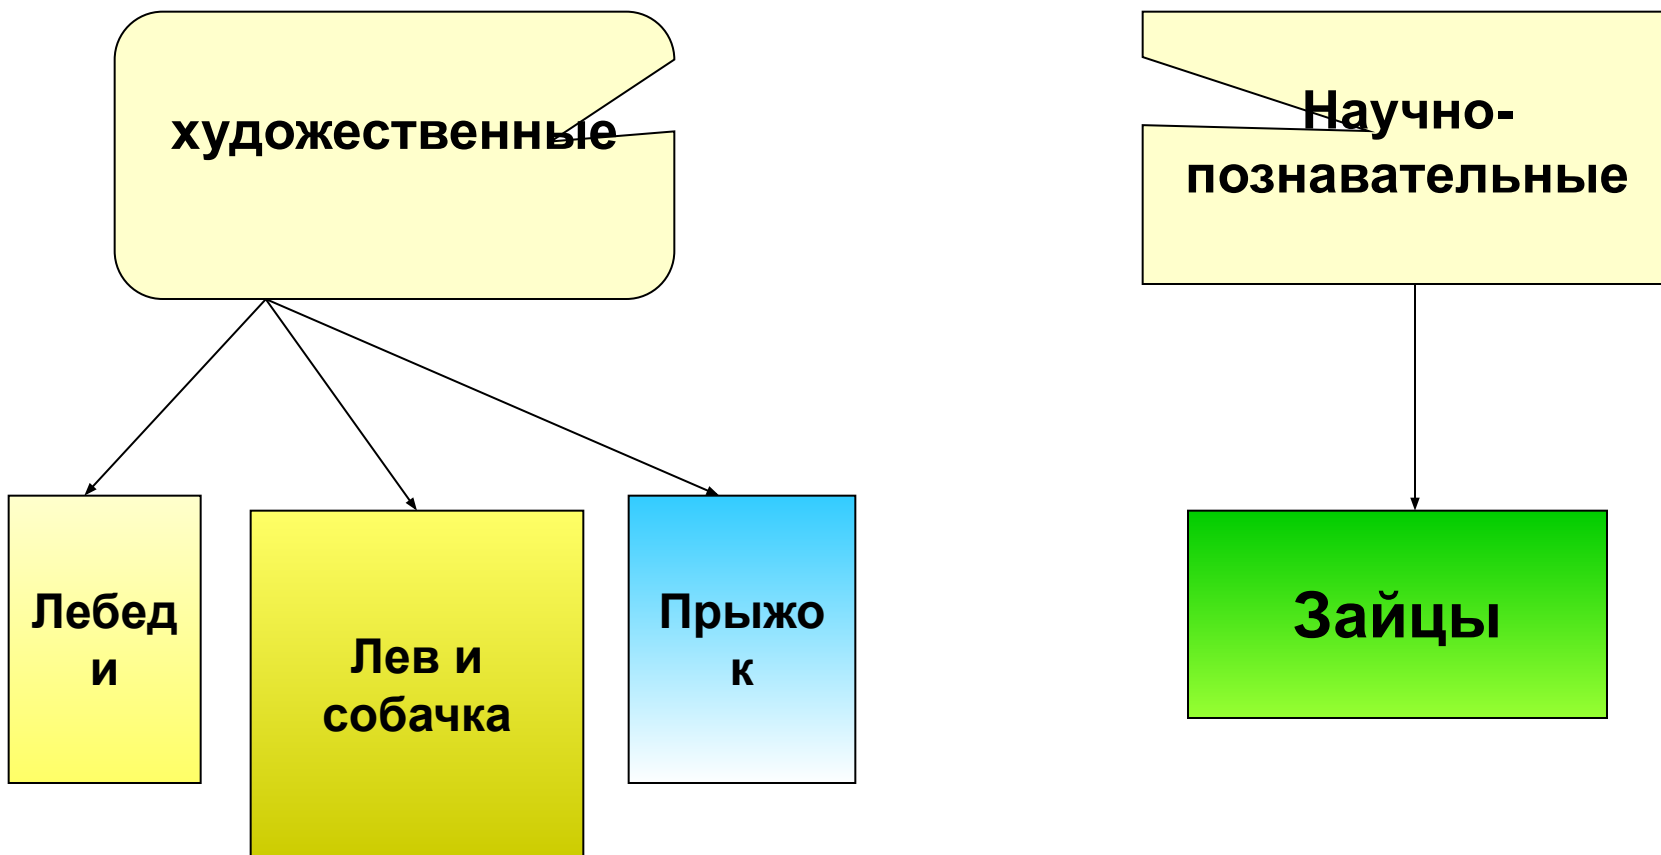 художественные
Научно-
познавательные
Лебед
и
Лев и
собачка
Прыжо
к
Зайцы